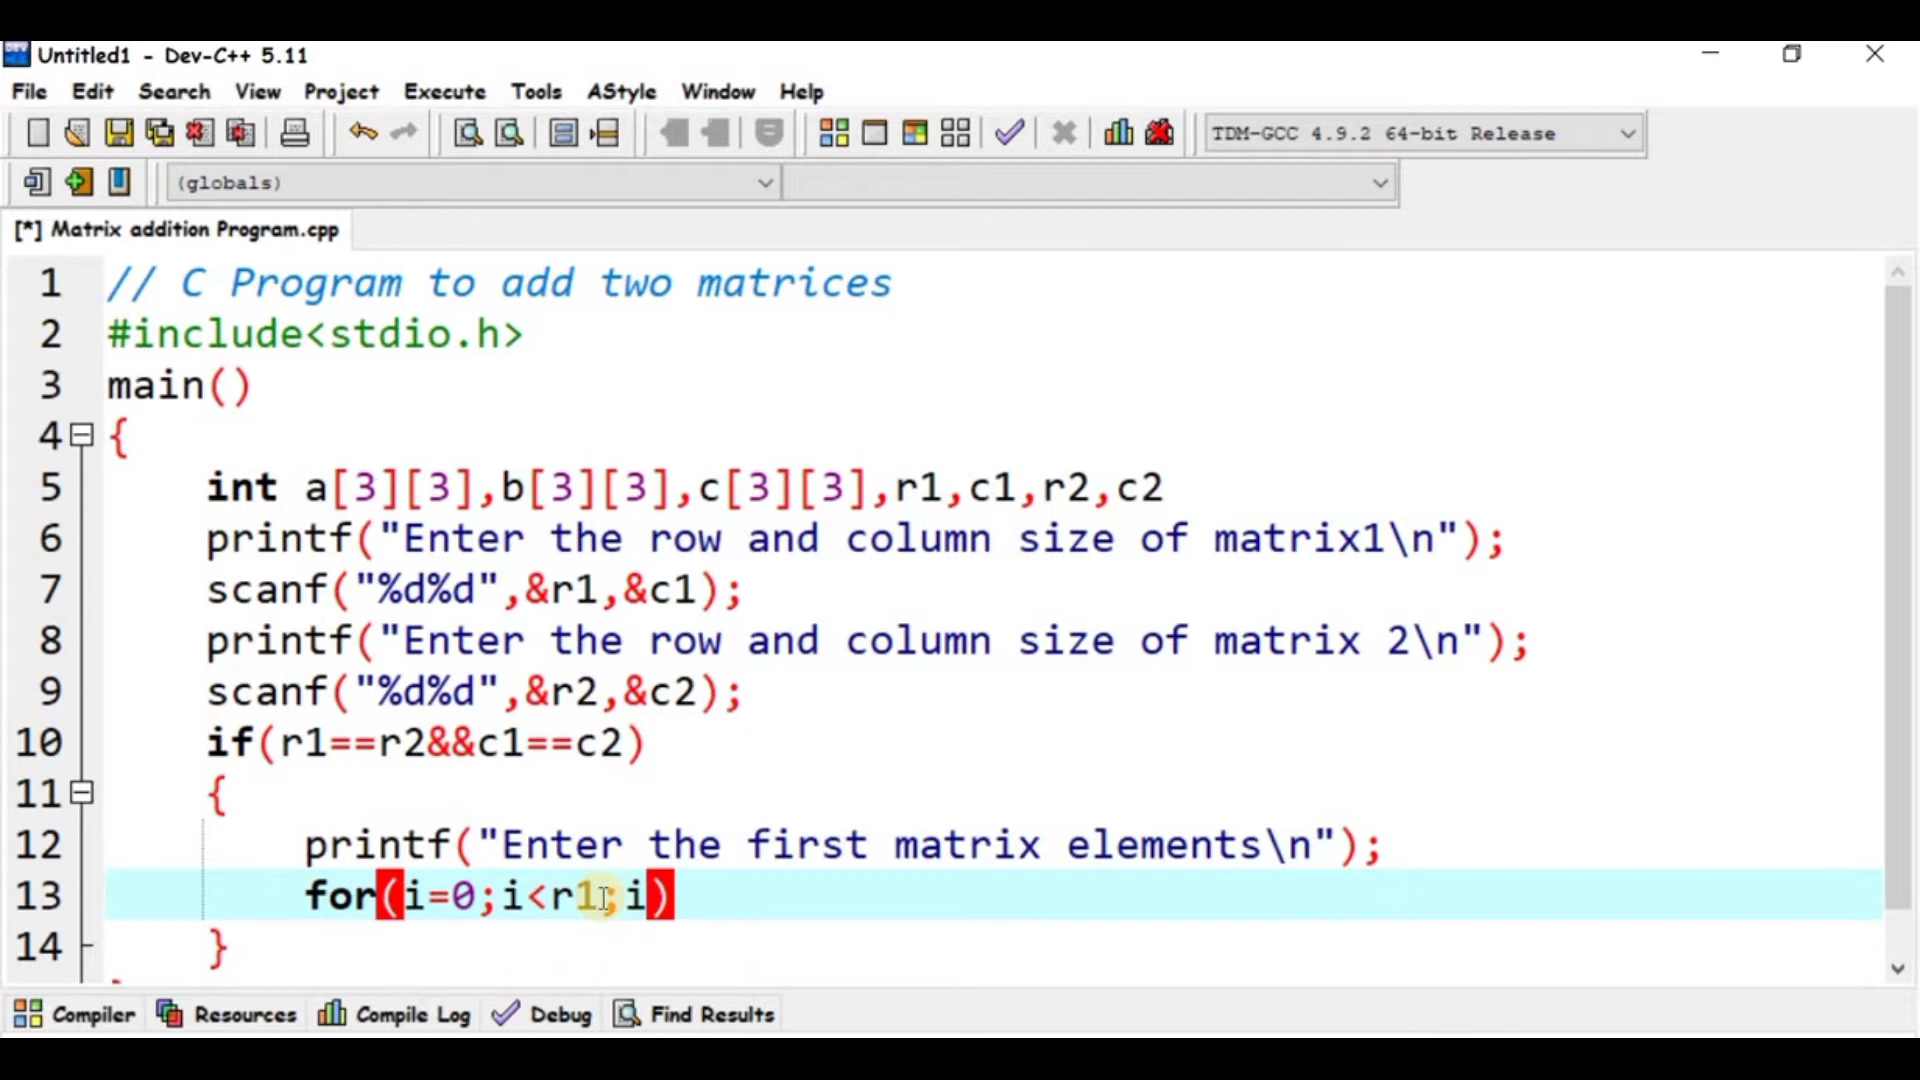 Untitled1 - Dev-C++ 5.11
File Edit Search View Project Execute Tools AStyle Window Help
TDM-GCC 4.9.2 64-bit Release
(globals)
[*] Matrix addition Program.cpp
1 // C Program to add two matrices
2 #include<stdio.h>
3 main()
4 {
5 int a[3][3],b[3][3],c[3][3],r1,c1,r2,c2
6 printf("Enter the row and column size of matrix1\n");
7 scanf("%d%d",&r1,&c1);
8 printf("Enter the row and column size of matrix 2\n");
9 scanf("%d%d",&r2,&c2);
10 if(r1==r2&&c1==c2)
11 {
12 printf("Enter the first matrix elements\n");
13 for(i=0;i<r1;i)
14 }
Compiler Resources Compile Log Debug Find Results